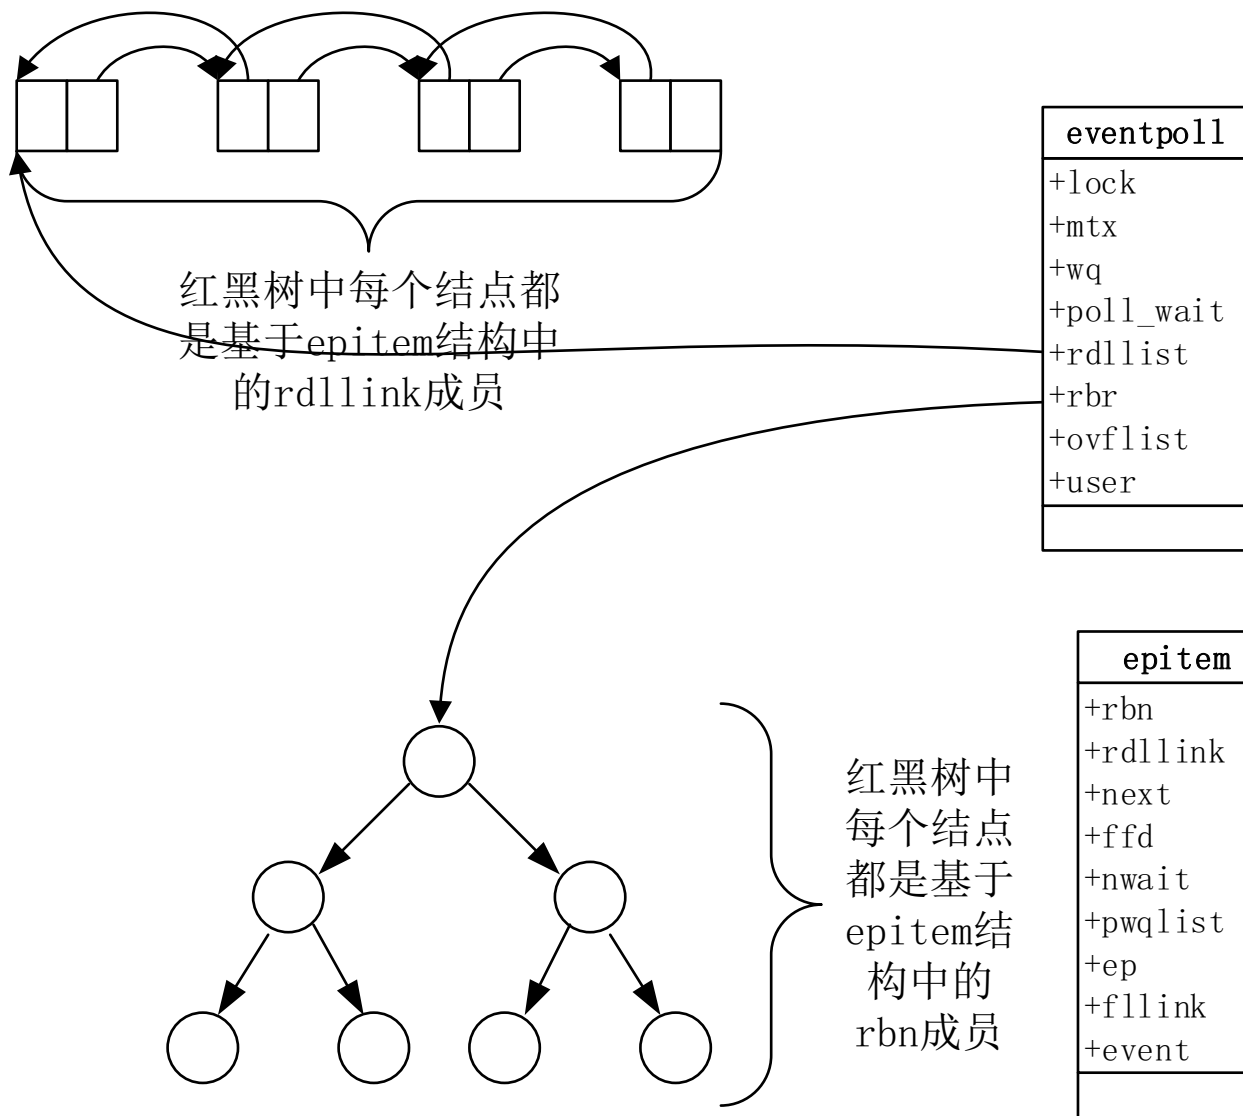 红黑树中每个结点都
是基于epitem结构中
的rdllink成员
eventpoll
+lock
+mtx
+wq
+poll_wait
+rdllist
+rbr
+ovflist
+user
红黑树中
每个结点
都是基于
epitem结
构中的
rbn成员
epitem
+rbn
+rdllink
+next
+ffd
+nwait
+pwqlist
+ep
+fllink
+event